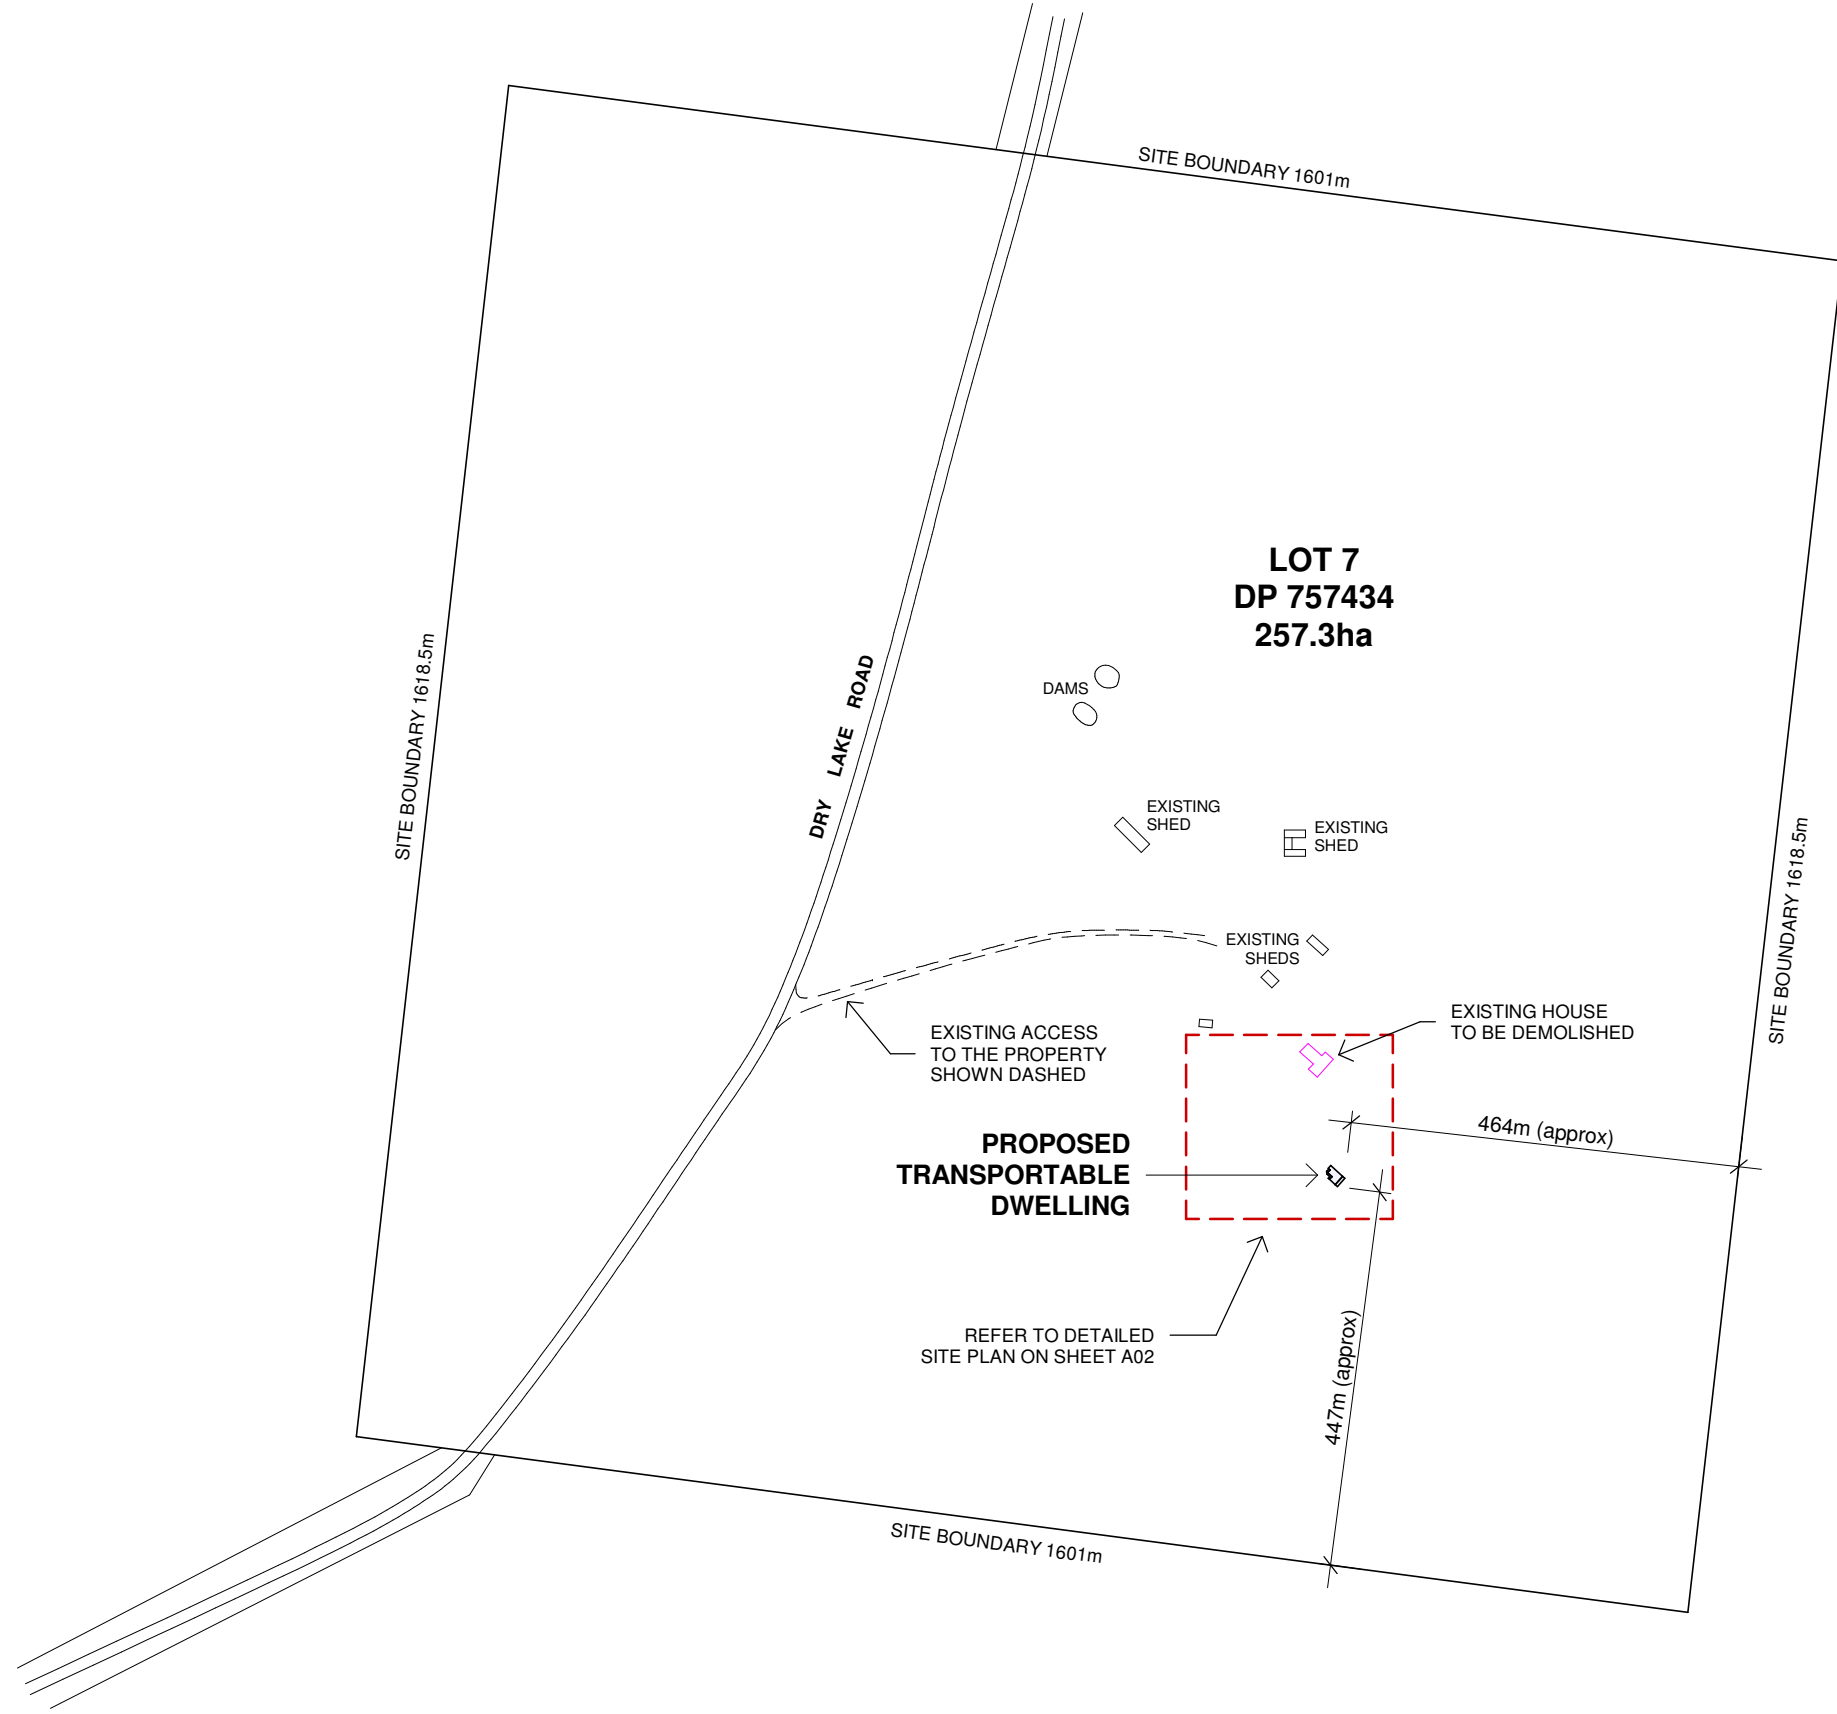 SITE BOUNDARY 1601m
LOT 7
DP 757434
257.3ha
SITE BOUNDARY 1618.5m
DRY LAKE ROAD
DAMS
EXISTING
SHED
EXISTING
SHED
SITE BOUNDARY 1618.5m
EXISTING
SHEDS
EXISTING HOUSE
TO BE DEMOLISHED
EXISTING ACCESS
TO THE PROPERTY
SHOWN DASHED
464m (approx)
PROPOSED
TRANSPORTABLE
DWELLING
REFER TO DETAILED
SITE PLAN ON SHEET A02
447m (approx)
SITE BOUNDARY 1601m